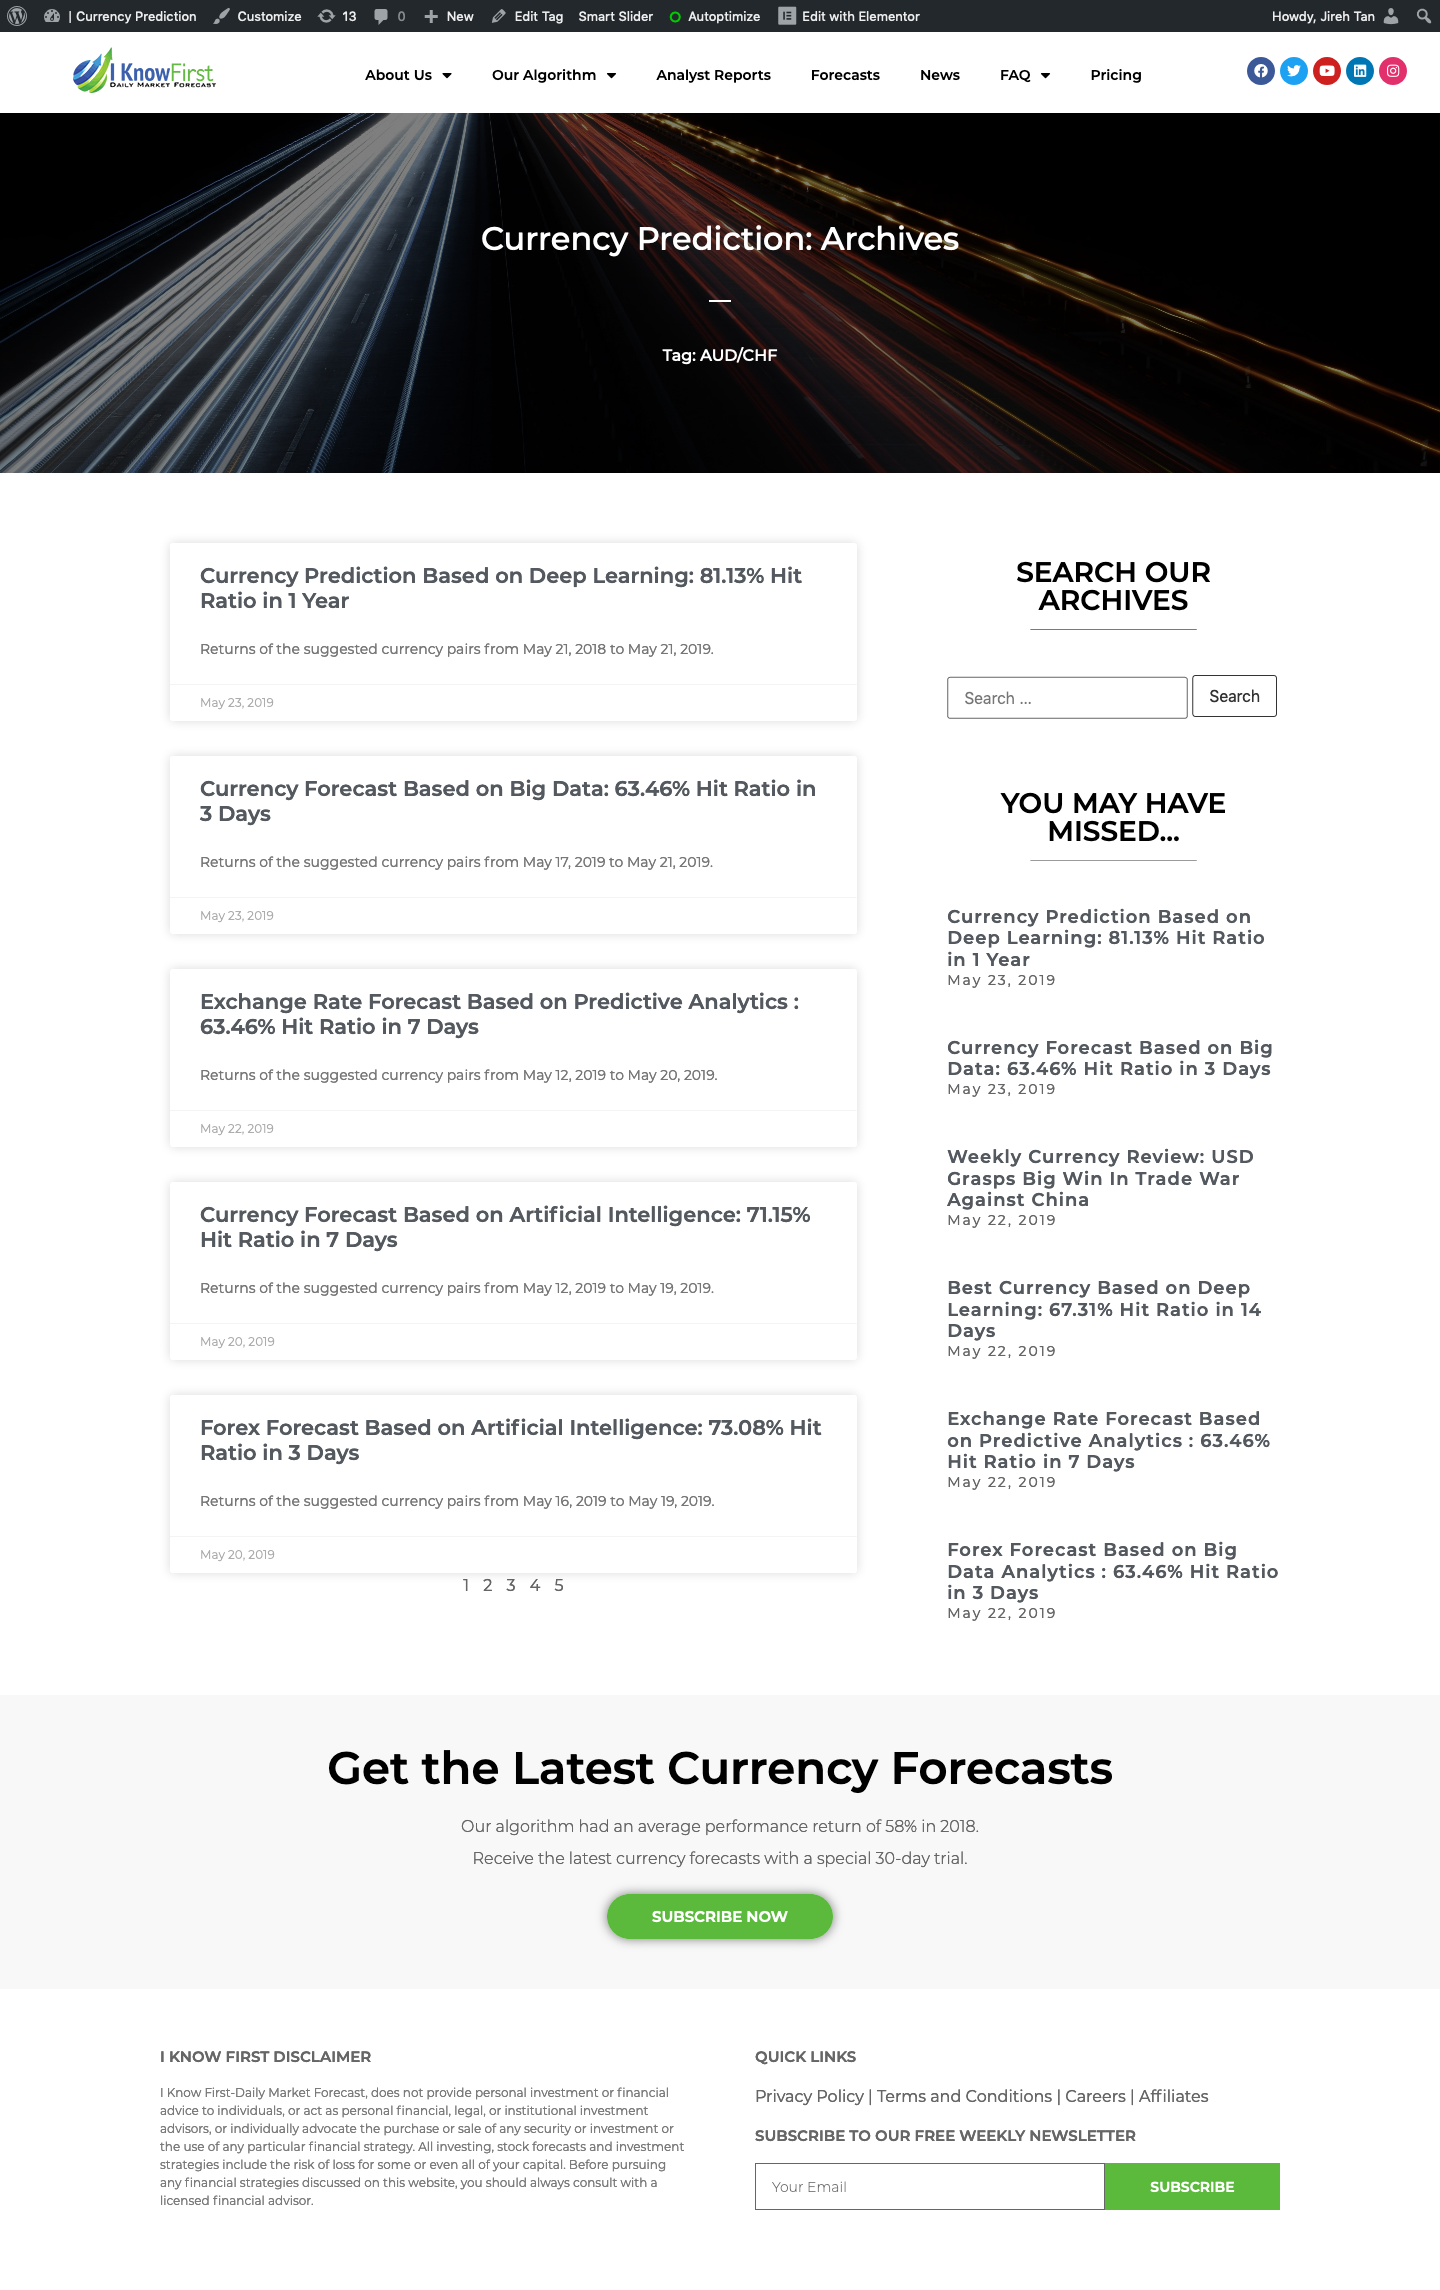 | Currency Prediction Customize 13 0 New Edit Tag Smart Slider Autoptimize Edit with Elementor Howdy, Jireh Tan
I KnowFirst
DAILY MARKET FORECAST
About Us Our Algorithm Analyst Reports Forecasts News FAQ Pricing
Currency Prediction: Archives
Tag: AUD/CHF
Currency Prediction Based on Deep Learning: 81.13% Hit
Ratio in 1 Year
Returns of the suggested currency pairs from May 21, 2018 to May 21, 2019.
May 23, 2019
Currency Forecast Based on Big Data: 63.46% Hit Ratio in
3 Days
Returns of the suggested currency pairs from May 17, 2019 to May 21, 2019.
May 23, 2019
Exchange Rate Forecast Based on Predictive Analytics :
63.46% Hit Ratio in 7 Days
Returns of the suggested currency pairs from May 12, 2019 to May 20, 2019.
May 22, 2019
Currency Forecast Based on Artificial Intelligence: 71.15%
Hit Ratio in 7 Days
Returns of the suggested currency pairs from May 12, 2019 to May 19, 2019.
May 20, 2019
Forex Forecast Based on Artificial Intelligence: 73.08% Hit
Ratio in 3 Days
Returns of the suggested currency pairs from May 16, 2019 to May 19, 2019.
May 20, 2019
1 2 3 4 5
SEARCH OUR
ARCHIVES
Search ... Search
YOU MAY HAVE
MISSED...
Currency Prediction Based on
Deep Learning: 81.13% Hit Ratio
in 1 Year
May 23, 2019
Currency Forecast Based on Big
Data: 63.46% Hit Ratio in 3 Days
May 23, 2019
Weekly Currency Review: USD
Grasps Big Win In Trade War
Against China
May 22, 2019
Best Currency Based on Deep
Learning: 67.31% Hit Ratio in 14
Days
May 22, 2019
Exchange Rate Forecast Based
on Predictive Analytics : 63.46%
Hit Ratio in 7 Days
May 22, 2019
Forex Forecast Based on Big
Data Analytics : 63.46% Hit Ratio
in 3 Days
May 22, 2019
Get the Latest Currency Forecasts
Our algorithm had an average performance return of 58% in 2018.
Receive the latest currency forecasts with a special 30-day trial.
SUBSCRIBE NOW
I KNOW FIRST DISCLAIMER
I Know First-Daily Market Forecast, does not provide personal investment or financial
advice to individuals, or act as personal financial, legal, or institutional investment
advisors, or individually advocate the purchase or sale of any security or investment or
the use of any particular financial strategy. All investing, stock forecasts and investment
strategies include the risk of loss for some or even all of your capital. Before pursuing
any financial strategies discussed on this website, you should always consult with a
licensed financial advisor.
QUICK LINKS
Privacy Policy | Terms and Conditions | Careers | Affiliates
SUBSCRIBE TO OUR FREE WEEKLY NEWSLETTER
Your Email SUBSCRIBE